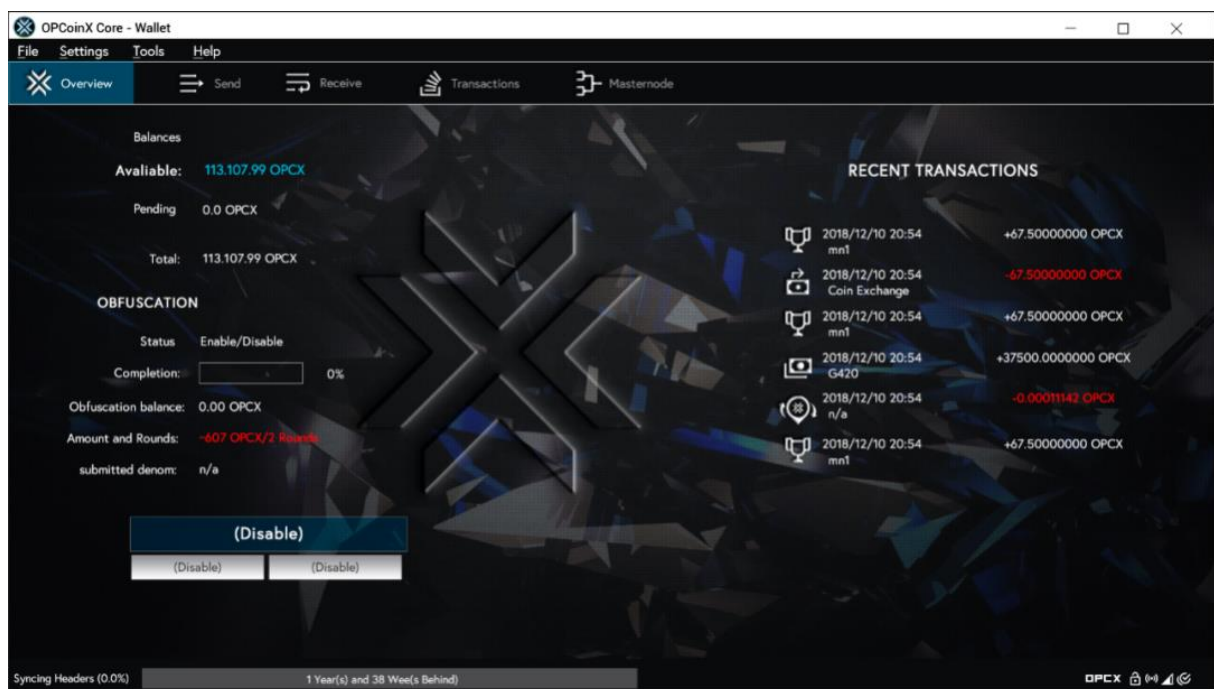 OPCoinX Core - Wallet
File Settings Tools Help
Overview Send Receive Transactions Masternode
Balances
Avaliable: 113.107.99 OPCX
Pending 0.0 OPCX
Total: 113.107.99 OPCX
OBFUSCATION
Status Enable/Disable
Completion: 0%
Obfuscation balance: 0.00 OPCX
Amount and Rounds: -607 OPCX/2 Rounds
submitted denom: n/a
(Disable)
(Disable) (Disable)
RECENT TRANSACTIONS
2018/12/10 20:54 +67.50000000 OPCX
mn1
2018/12/10 20:54 -67.50000000 OPCX
Coin Exchange
2018/12/10 20:54 +67.50000000 OPCX
mn1
2018/12/10 20:54 +37500.0000000 OPCX
G420
2018/12/10 20:54 -0.00011142 OPCX
n/a
2018/12/10 20:54 +67.50000000 OPCX
mn1
Syncing Headers (0.0%) 1 Year(s) and 38 Wee(s Behind) OPCX